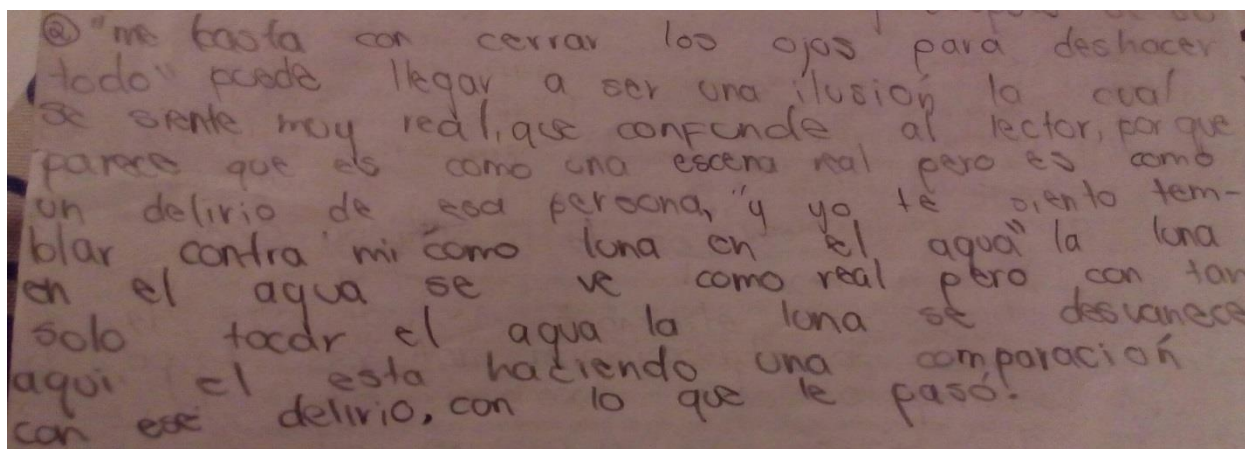 ② "me basta con cerrar los ojos para deshacer
todo" puede llegar a ser una ilusión la cual
se siente muy real, que confunde al lector, por que
parece que es como una escena real pero es como
un delirio de esa persona, "y yo te siento tem-
blar contra mi como luna en el agua" la luna
en el agua se ve como real pero con tan
solo tocar el agua la luna se desvanece
aqui el esta haciendo una comparación
con ese delirio, con lo que le pasó.